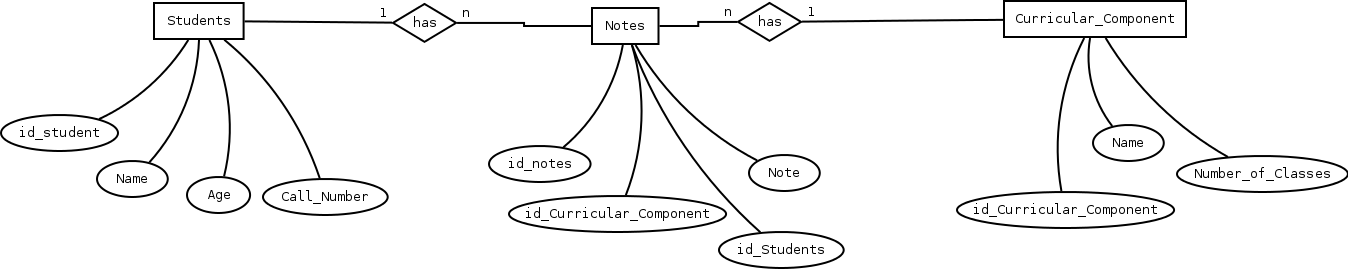 Students
1
has
n
Notes
n
has
1
Curricular_Component
id_student
Name
Age
Call_Number
id_notes
id_Curricular_Component
id_Students
Note
id_Curricular_Component
Name
Number_of_Classes